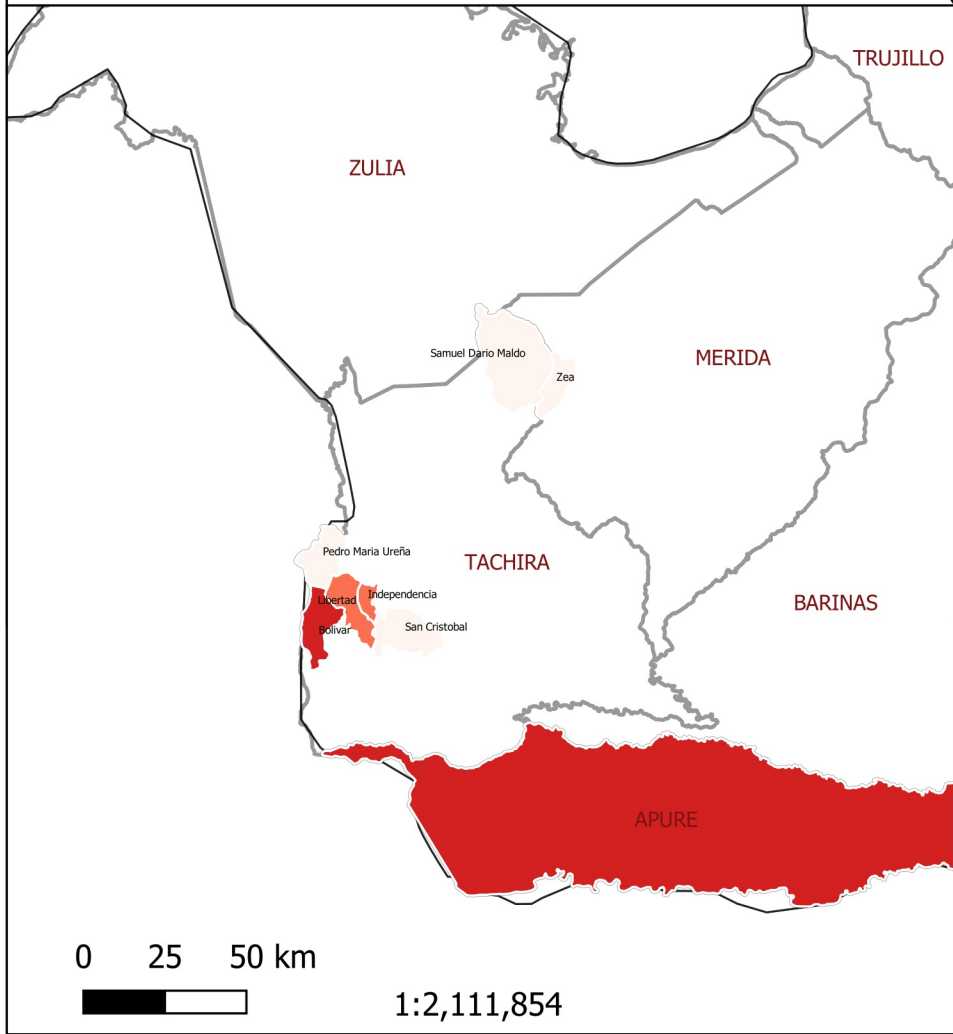 TRUJILLO
ZULIA
Samuel Dario Maldo
MERIDA
Zea
Pedro Maria Ureña
TACHIRA
Libertad
Independencia
BARINAS
Bolivar
San Cristobal
APURE
0 25 50 km
1:2,111,854